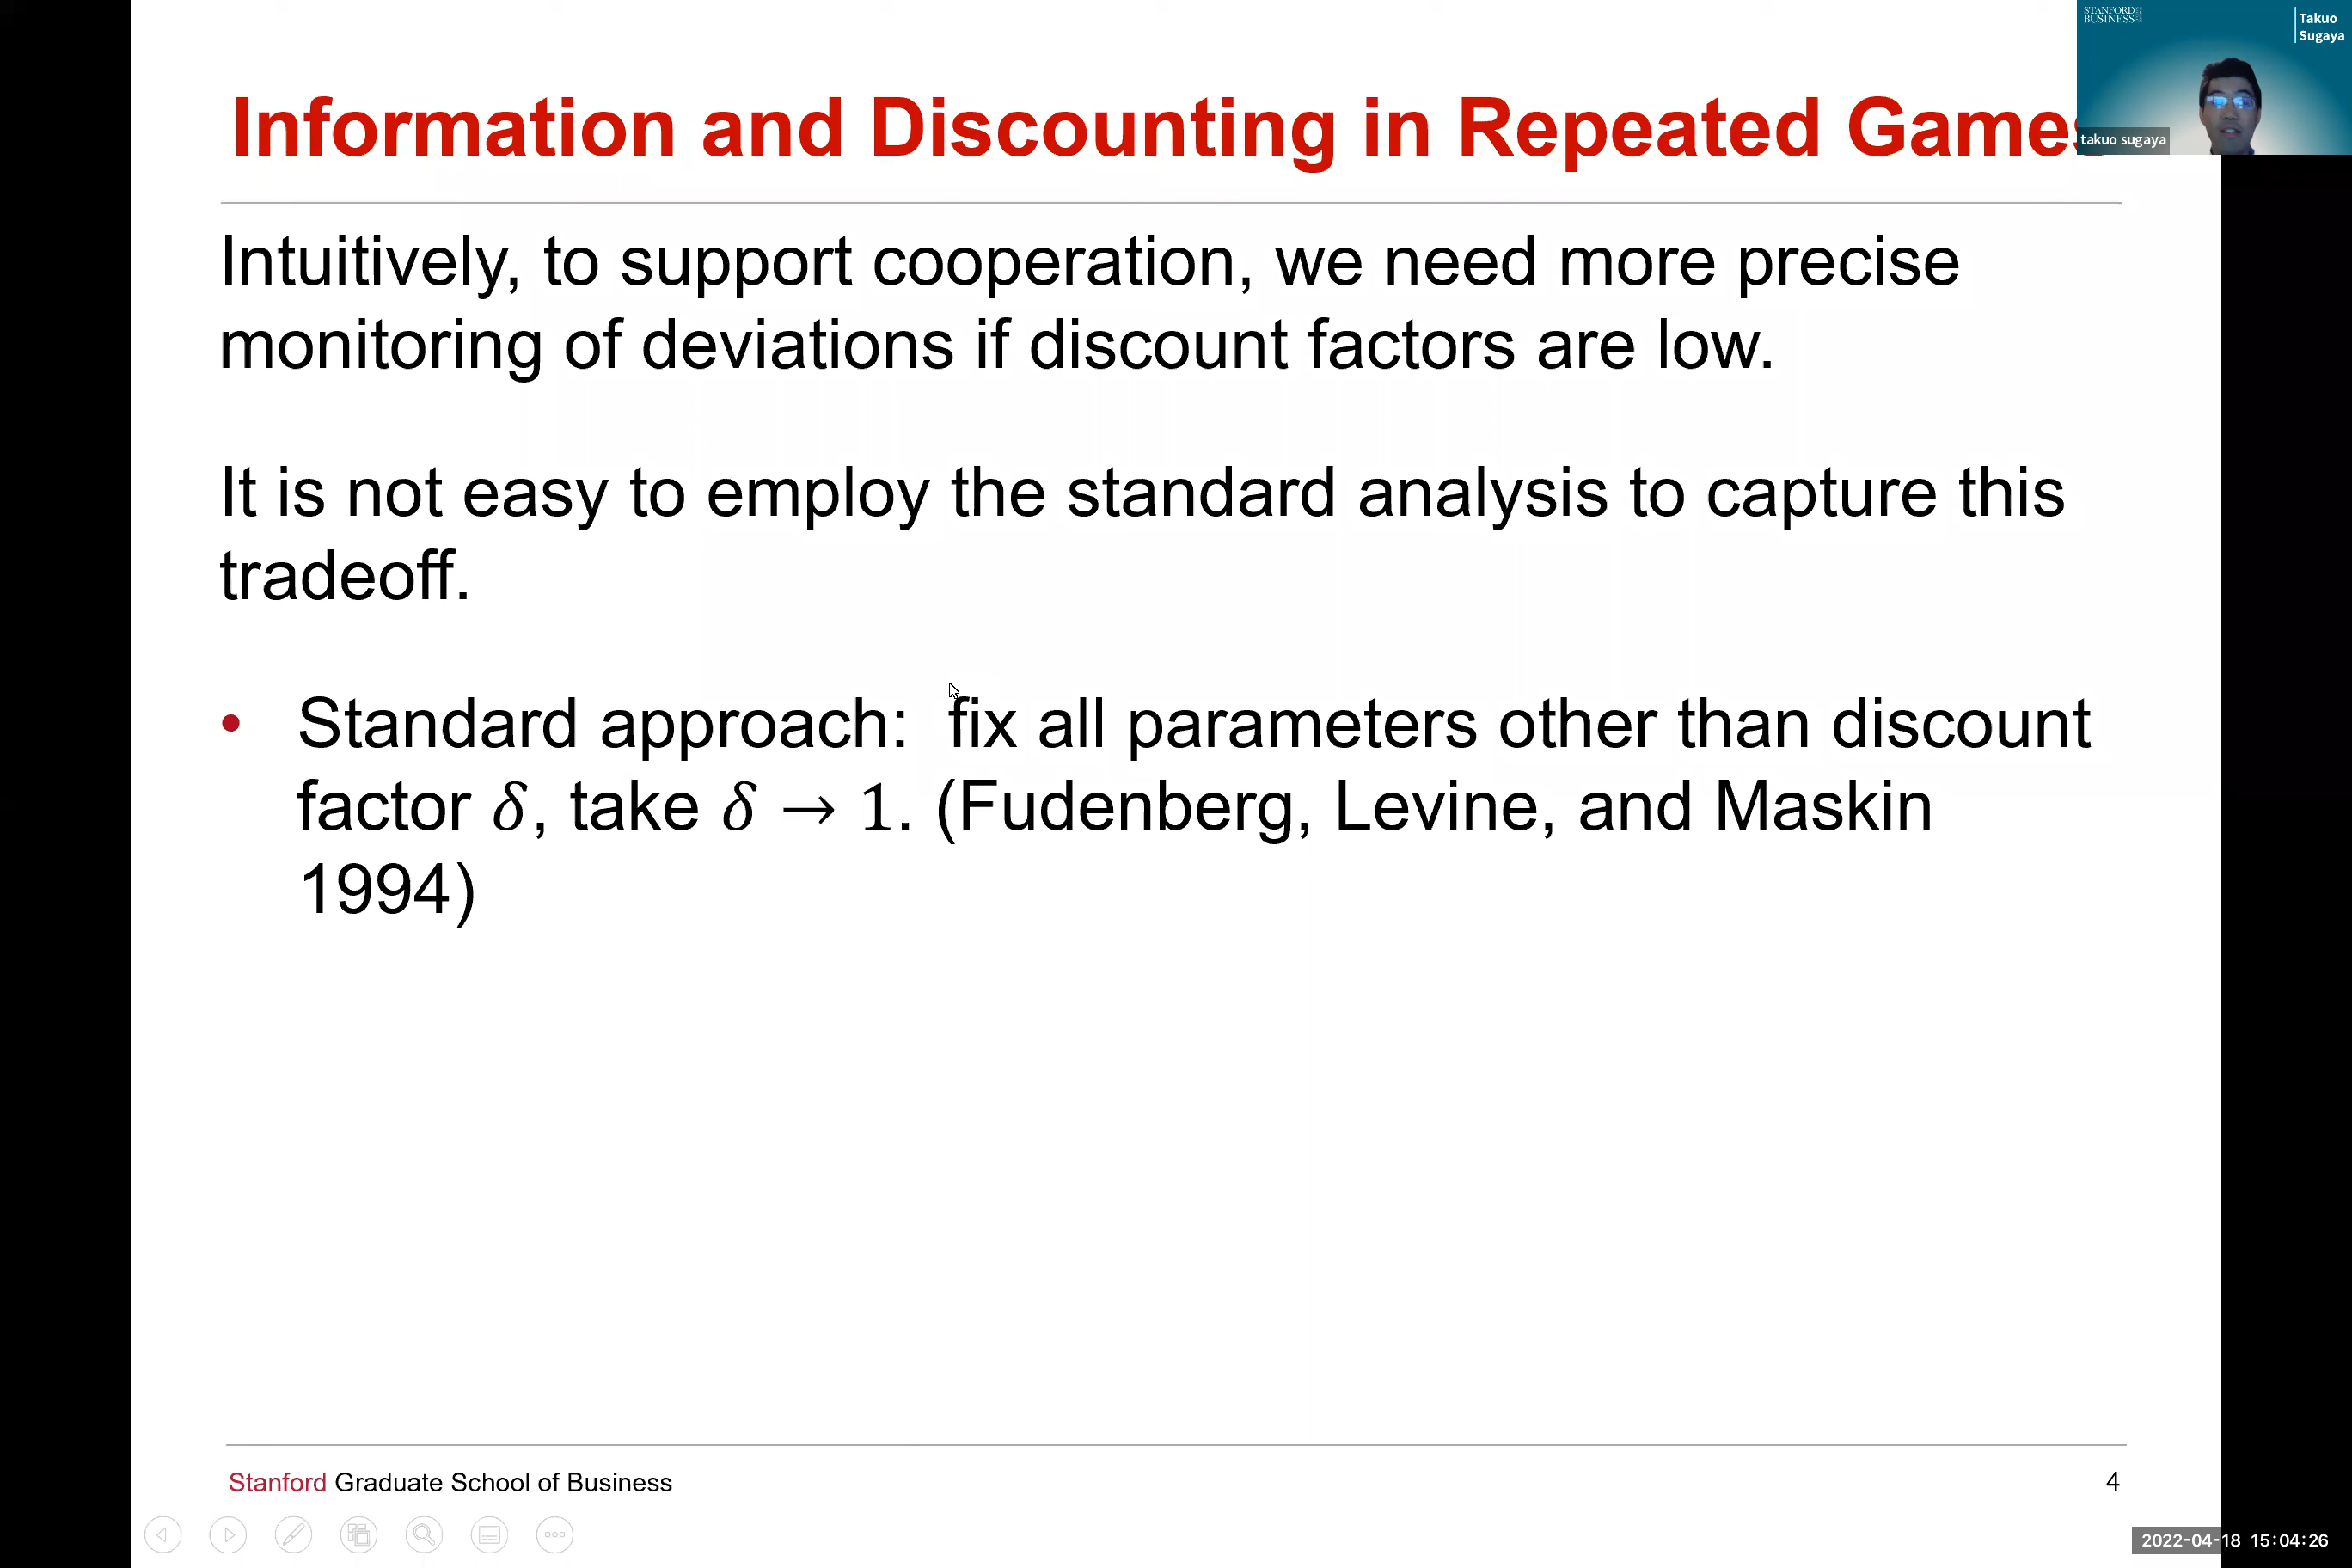 STANFORD
BUSINESS
Takuo
Sugaya
takuo sugaya
Information and Discounting in Repeated Games
Intuitively, to support cooperation, we need more precise
monitoring of deviations if discount factors are low.
It is not easy to employ the standard analysis to capture this
tradeoff.
• Standard approach:  fix all parameters other than discount
factor 𝛿, take 𝛿 → 1. (Fudenberg, Levine, and Maskin
1994)
Stanford Graduate School of Business
4
2022-04-18 15:04:26